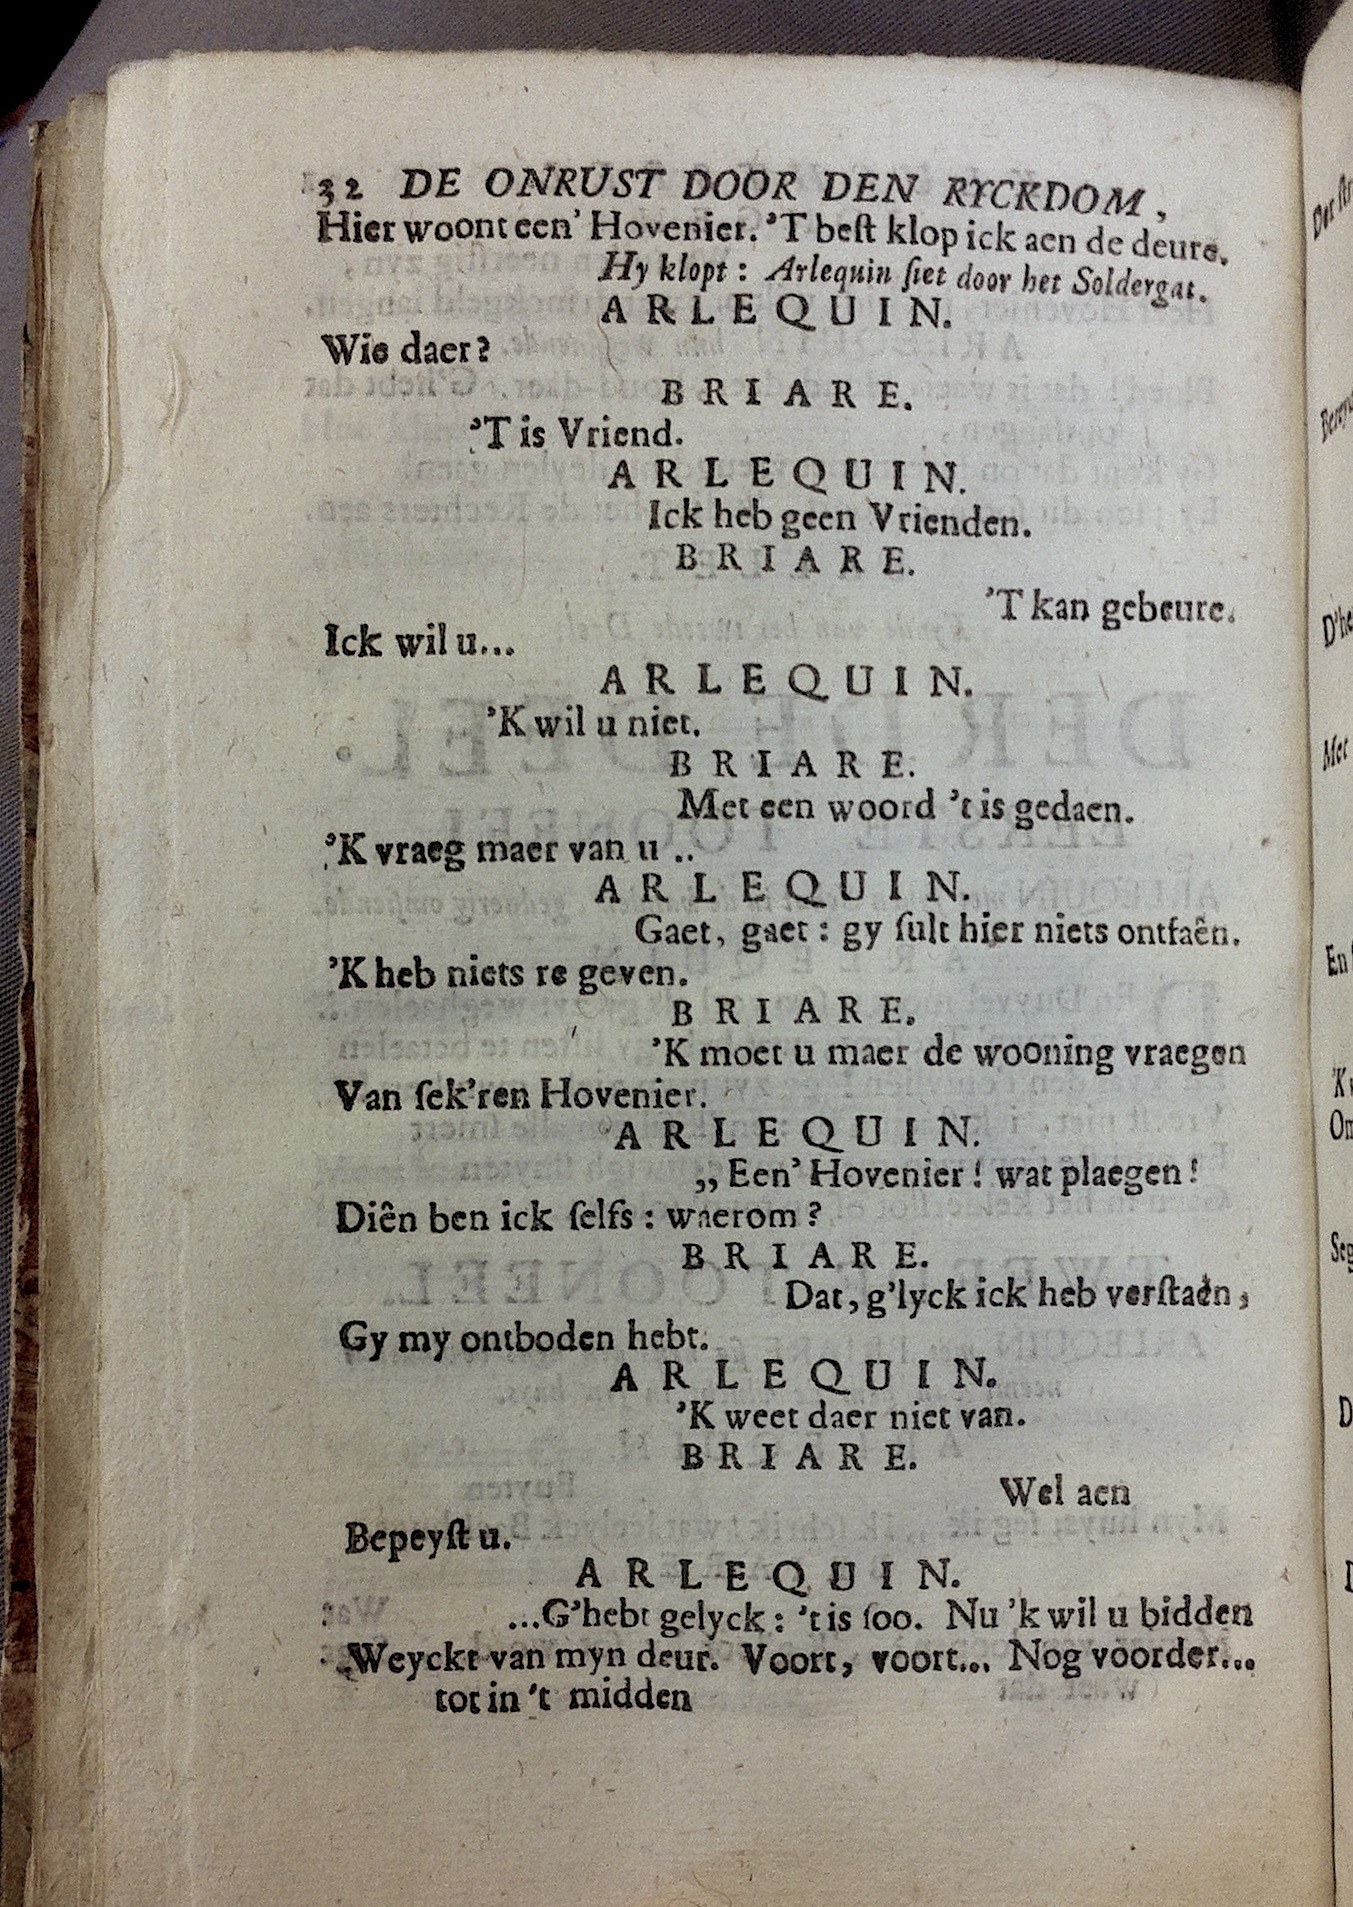 32 DE ONRUST DOOR DEN RYCKDOM,
Hier woont een' Hovenier. 'T beſt klop ick aen de deure.
Hy klopt: Arlequin ſiet door het Soldergat.
ARLEQUIN.
Wie daer?
BRIARE.
'T is Vriend.
ARLEQUIN.
Ick heb geen Vrienden.
BRIARE.
'T kan gebeure.
Ick wil u...
ARLEQUIN.
'K wil u niet.
BRIARE.
Met een woord 't is gedaen.
'K vraeg maer van u ..
ARLEQUIN.
Gaet, gaet: gy ſult hier niets ontfaên.
'K heb niets re geven.
BRIARE.
'K moet u maer de wooning vraegen
Van ſek'ren Hovenier.
ARLEQUIN.
„ Een' Hovenier! wat plaegen!
Diên ben ick ſelfs: waerom?
BRIARE.
Dat, g'lyck ick heb verſtaên,
Gy my ontboden hebt.
ARLEQUIN.
'K weet daer niet van.
BRIARE.
Wel aen
Bepeyſt u.
ARLEQUIN.
...G'hebt gelyck: 't is ſoo. Nu 'k wil u bidden
Weyckt van myn deur. Voort, voort... Nog voorder...
tot in 't midden